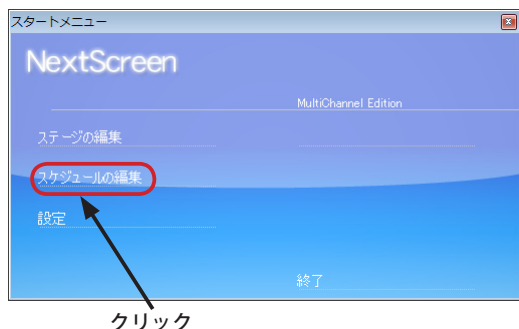 スタートメニュー
NextScreen
MultiChannel Edition
ステージの編集
スケジュールの編集
設定
終了
クリック